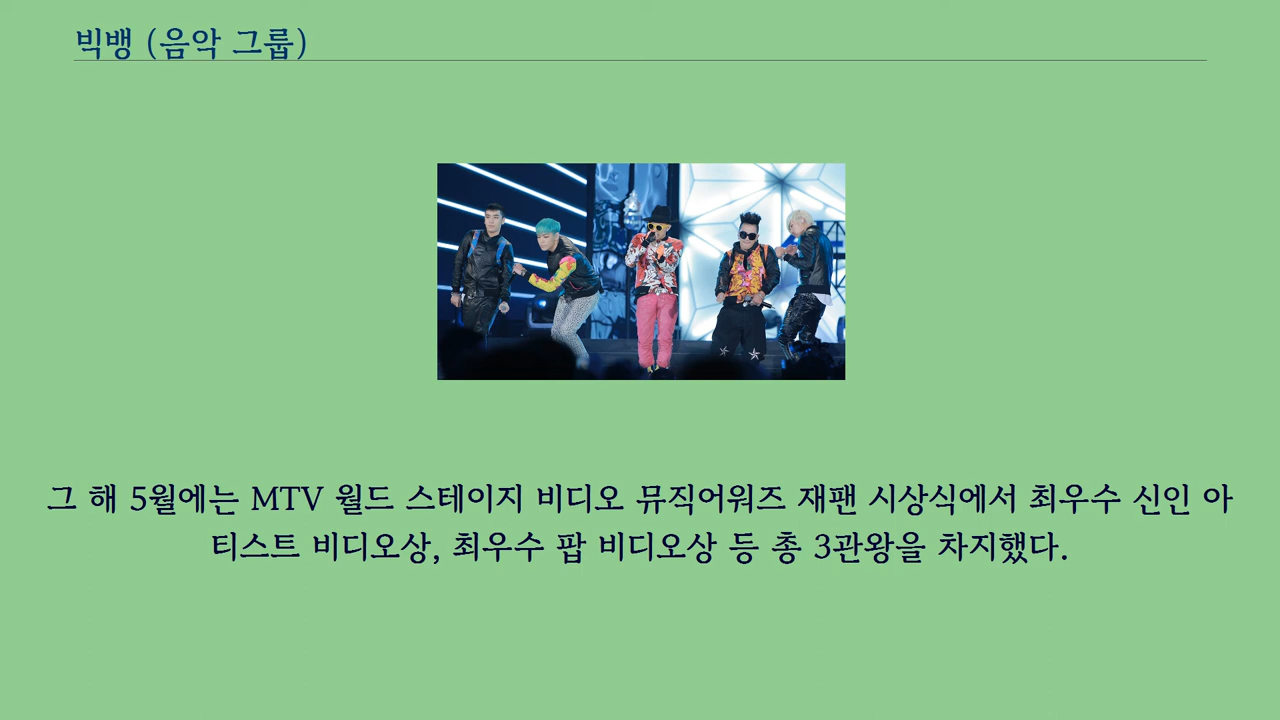 빅뱅 (음악 그룹)
그 해 5월에는 MTV 월드 스테이지 비디오 뮤직어워즈 재팬 시상식에서 최우수 신인 아
티스트 비디오상, 최우수 팝 비디오상 등 총 3관왕을 차지했다.